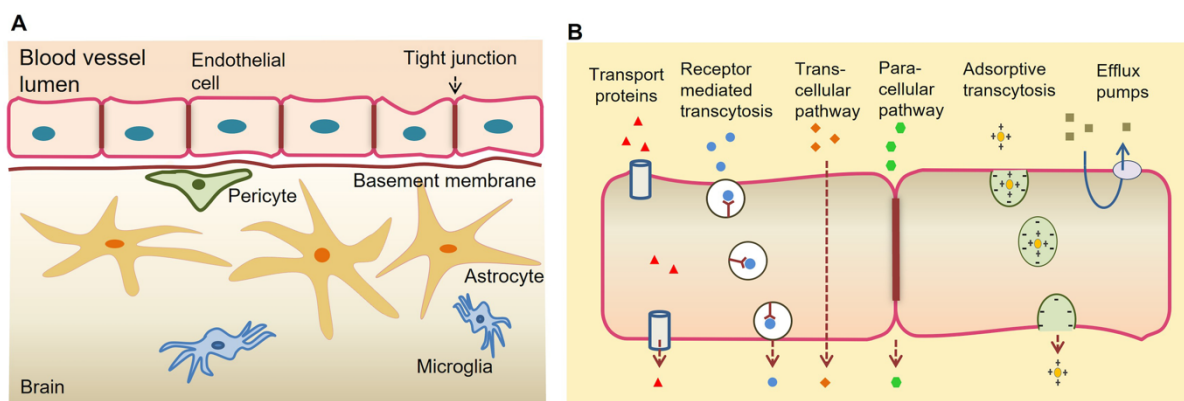 A
Blood vessel
lumen
Endothelial
cell
Tight junction
Basement membrane
Pericyte
Astrocyte
Microglia
Brain
B
Transport
proteins
Receptor
mediated
transcytosis
Trans-
cellular
pathway
Para-
cellular
pathway
Adsorptive
transcytosis
Efflux
pumps